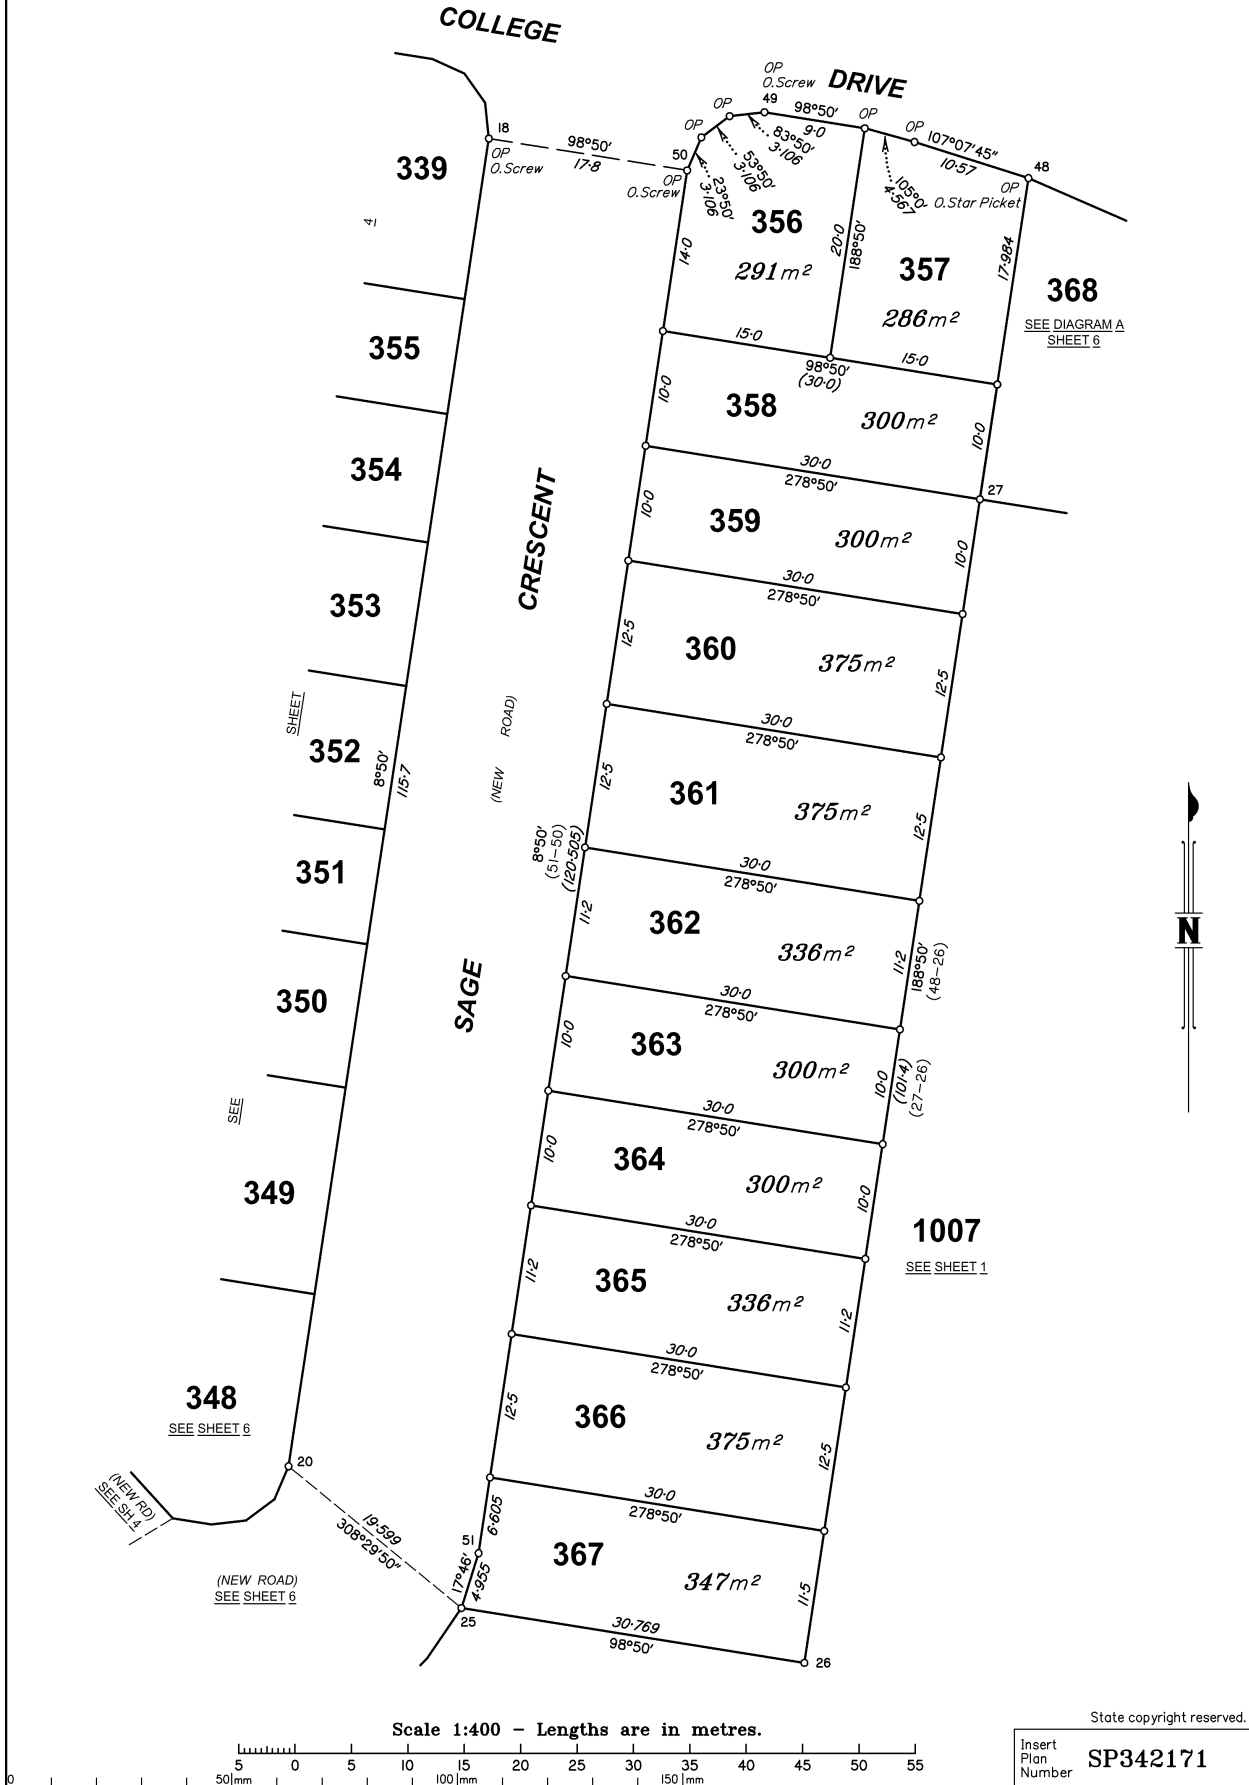 COLLEGE
DRIVE
OP
O.Screw
49
98°50′
9·0
OP
OP
107°07′45″
10·57
48
OP
O.Star Picket
OP
OP
83°50′
3·106
53°50′
3·106
23°50′
3·106
105°0′
4·567
18
OP
O.Screw
98°50′
17·8
50
OP
O.Screw
339
4
356
291m²
14·0
20·0
188°50′
357
286m²
17·984
368
SEE DIAGRAM A
SHEET 6
355
15·0
98°50′
(30·0)
15·0
358
300m²
10·0
10·0
354
30·0
278°50′
27
CRESCENT
359
300m²
10·0
10·0
353
30·0
278°50′
360
375m²
12·5
12·5
SHEET
352
8°50′
115·7
(NEW ROAD)
30·0
278°50′
361
375m²
12·5
12·5
8°50′
(51–50)
(120·505)
351
30·0
278°50′
362
336m²
11·2
11·2
188°50′
(48–26)
N
350
SAGE
30·0
278°50′
363
300m²
10·0
10·0
(101·4)
(27–26)
SEE
30·0
278°50′
364
300m²
10·0
10·0
349
1007
SEE SHEET 1
30·0
278°50′
365
336m²
11·2
11·2
348
SEE SHEET 6
30·0
278°50′
366
375m²
12·5
12·5
20
(NEW RD)
SEE SH 4
19·599
308°29′50″
30·0
278°50′
6·605
51
367
347m²
17°46′
4·955
11·5
(NEW ROAD)
SEE SHEET 6
25
30·769
98°50′
26
Scale 1:400 – Lengths are in metres.
State copyright reserved.
5 0 5 10 15 20 25 30 35 40 45 50 55
0 50mm 100mm 150mm
Insert
Plan
Number
SP342171